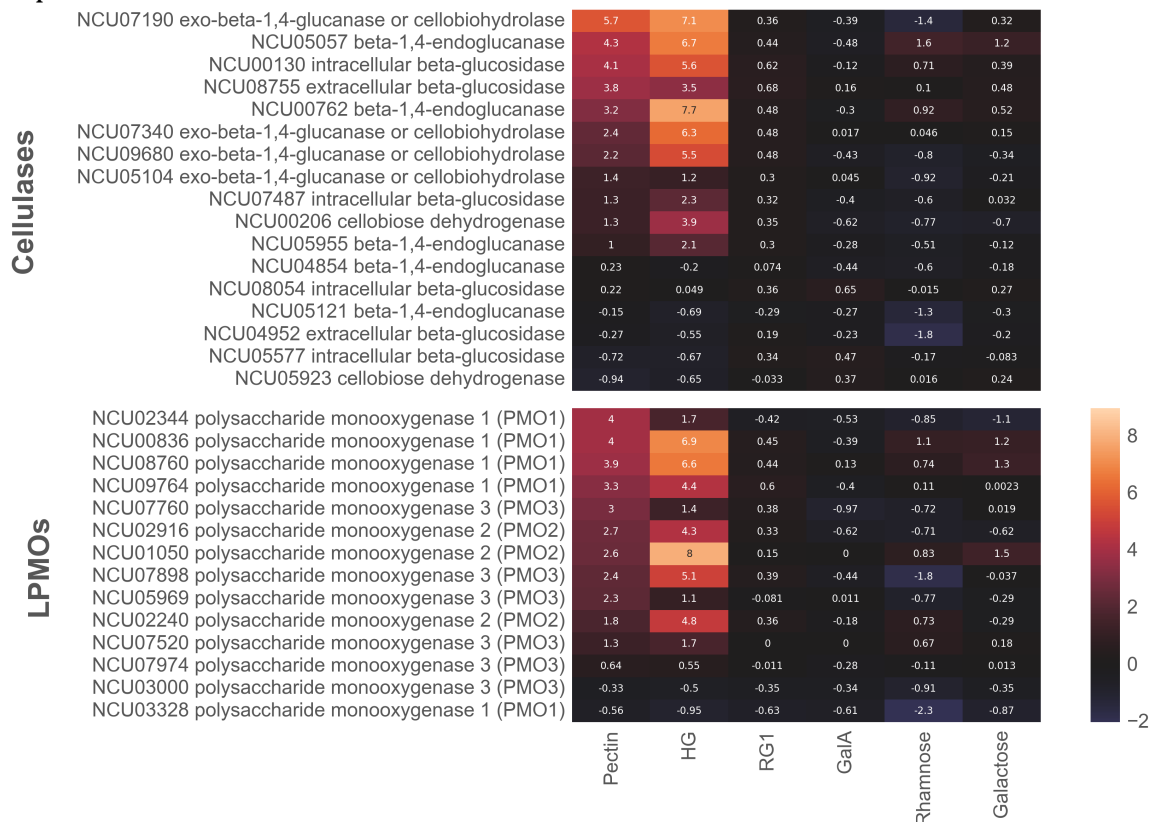 Cellulases
NCU07190 exo-beta-1,4-glucanase or cellobiohydrolase 5.7 7.1 0.36 -0.39 -1.4 0.32
NCU05057 beta-1,4-endoglucanase 4.3 6.7 0.44 -0.48 1.6 1.2
NCU00130 intracellular beta-glucosidase 4.1 5.6 0.62 -0.12 0.71 0.39
NCU08755 extracellular beta-glucosidase 3.8 3.5 0.68 0.16 0.1 0.48
NCU00762 beta-1,4-endoglucanase 3.2 7.7 0.48 -0.3 0.92 0.52
NCU07340 exo-beta-1,4-glucanase or cellobiohydrolase 2.4 6.3 0.48 0.017 0.046 0.15
NCU09680 exo-beta-1,4-glucanase or cellobiohydrolase 2.2 5.5 0.48 -0.43 -0.8 -0.34
NCU05104 exo-beta-1,4-glucanase or cellobiohydrolase 1.4 1.2 0.3 0.045 -0.92 -0.21
NCU07487 intracellular beta-glucosidase 1.3 2.3 0.32 -0.4 -0.6 0.032
NCU00206 cellobiose dehydrogenase 1.3 3.9 0.35 -0.62 -0.77 -0.7
NCU05955 beta-1,4-endoglucanase 1 2.1 0.3 -0.28 -0.51 -0.12
NCU04854 beta-1,4-endoglucanase 0.23 -0.2 0.074 -0.44 -0.6 -0.18
NCU08054 intracellular beta-glucosidase 0.22 0.049 0.36 0.65 -0.015 0.27
NCU05121 beta-1,4-endoglucanase -0.15 -0.69 -0.29 -0.27 -1.3 -0.3
NCU04952 extracellular beta-glucosidase -0.27 -0.55 0.19 -0.23 -1.8 -0.2
NCU05577 intracellular beta-glucosidase -0.72 -0.67 0.34 0.47 -0.17 -0.083
NCU05923 cellobiose dehydrogenase -0.94 -0.65 -0.033 0.37 0.016 0.24
LPMOs
NCU02344 polysaccharide monooxygenase 1 (PMO1) 4 1.7 -0.42 -0.53 -0.85 -1.1
NCU00836 polysaccharide monooxygenase 1 (PMO1) 4 6.9 0.45 -0.39 1.1 1.2
NCU08760 polysaccharide monooxygenase 1 (PMO1) 3.9 6.6 0.44 0.13 0.74 1.3
NCU09764 polysaccharide monooxygenase 1 (PMO1) 3.3 4.4 0.6 -0.4 0.11 0.0023
NCU07760 polysaccharide monooxygenase 3 (PMO3) 3 1.4 0.38 -0.97 -0.72 0.019
NCU02916 polysaccharide monooxygenase 2 (PMO2) 2.7 4.3 0.33 -0.62 -0.71 -0.62
NCU01050 polysaccharide monooxygenase 2 (PMO2) 2.6 8 0.15 0 0.83 1.5
NCU07898 polysaccharide monooxygenase 3 (PMO3) 2.4 5.1 0.39 -0.44 -1.8 -0.037
NCU05969 polysaccharide monooxygenase 3 (PMO3) 2.3 1.1 -0.081 0.011 -0.77 -0.29
NCU02240 polysaccharide monooxygenase 2 (PMO2) 1.8 4.8 0.36 -0.18 0.73 -0.29
NCU07520 polysaccharide monooxygenase 3 (PMO3) 1.3 1.7 0 0 0.67 0.18
NCU07974 polysaccharide monooxygenase 3 (PMO3) 0.64 0.55 -0.011 -0.28 -0.11 0.013
NCU03000 polysaccharide monooxygenase 3 (PMO3) -0.33 -0.5 -0.35 -0.34 -0.91 -0.35
NCU03328 polysaccharide monooxygenase 1 (PMO1) -0.56 -0.95 -0.63 -0.61 -2.3 -0.87
Pectin HG RG1 GalA Rhamnose Galactose
8
6
4
2
0
−2